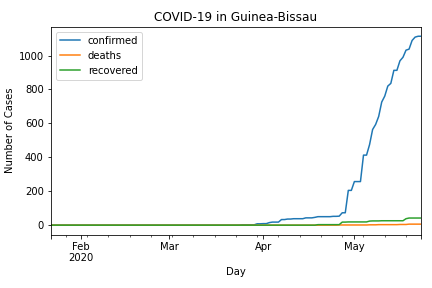 COVID-19 in Guinea-Bissau
confirmed
deaths
recovered
Number of Cases
1000
800
600
400
200
0
Feb
2020
Mar
Apr
May
Day